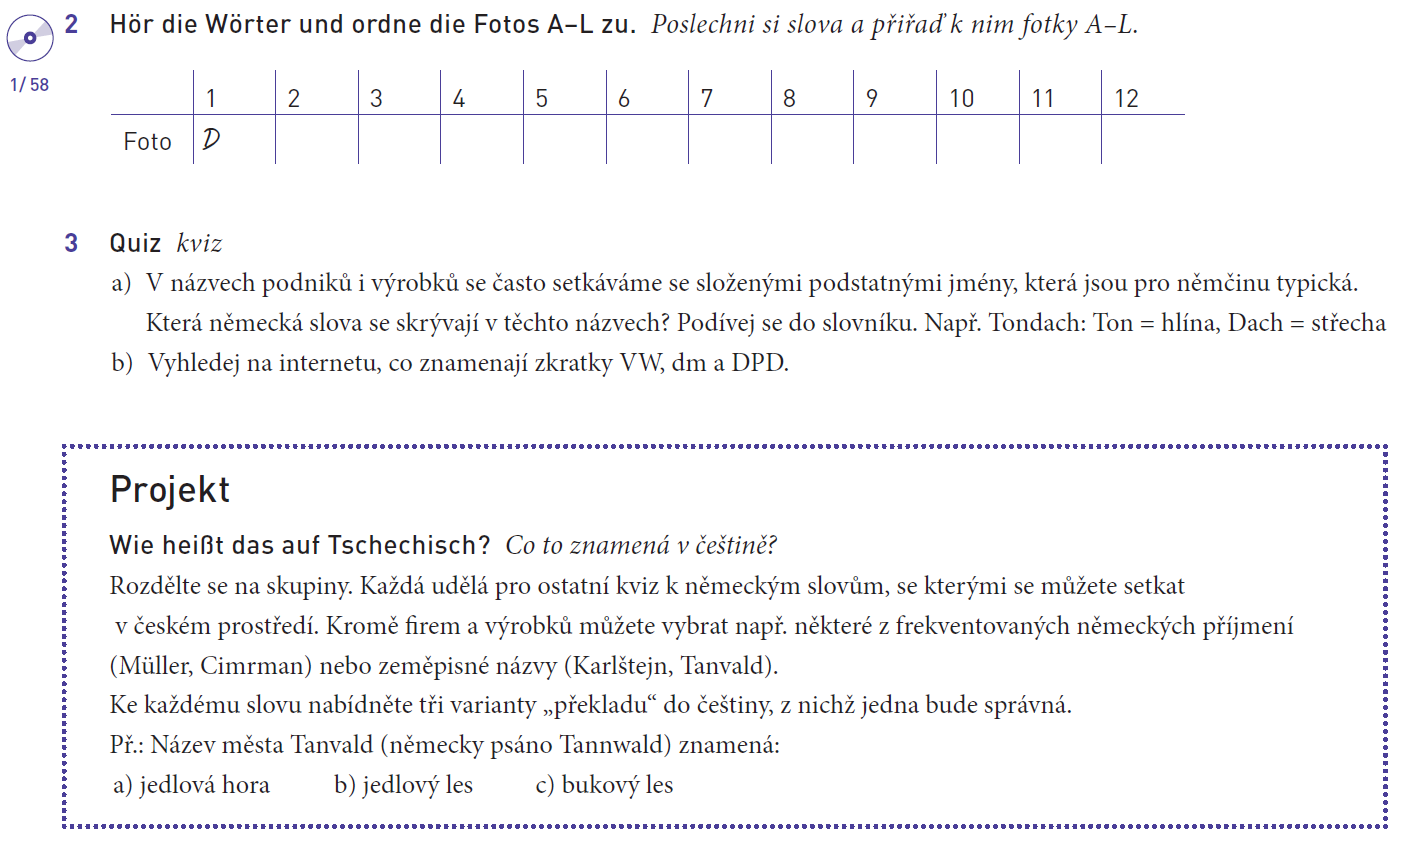 2 Hör die Wörter und ordne die Fotos A–L zu. Poslechni si slova a přiřaď k nim fotky A–L.
1/58
1 2 3 4 5 6 7 8 9 10 11 12
Foto D
3 Quiz kviz
a) V názvech podniků i výrobků se často setkáváme se složenými podstatnými jmény, která jsou pro němčinu typická.
Která německá slova se skrývají v těchto názvech? Podívej se do slovníku. Např. Tondach: Ton = hlína, Dach = střecha
b) Vyhledej na internetu, co znamenají zkratky VW, dm a DPD.
Projekt
Wie heißt das auf Tschechisch? Co to znamená v češtině?
Rozdělte se na skupiny. Každá udělá pro ostatní kviz k německým slovům, se kterými se můžete setkat
v českém prostředí. Kromě firem a výrobků můžete vybrat např. některé z frekventovaných německých příjmení
(Müller, Cimrman) nebo zeměpisné názvy (Karlštejn, Tanvald).
Ke každému slovu nabídněte tři varianty „překladu“ do češtiny, z nichž jedna bude správná.
Př.: Název města Tanvald (německy psáno Tannwald) znamená:
a) jedlová hora b) jedlový les c) bukový les